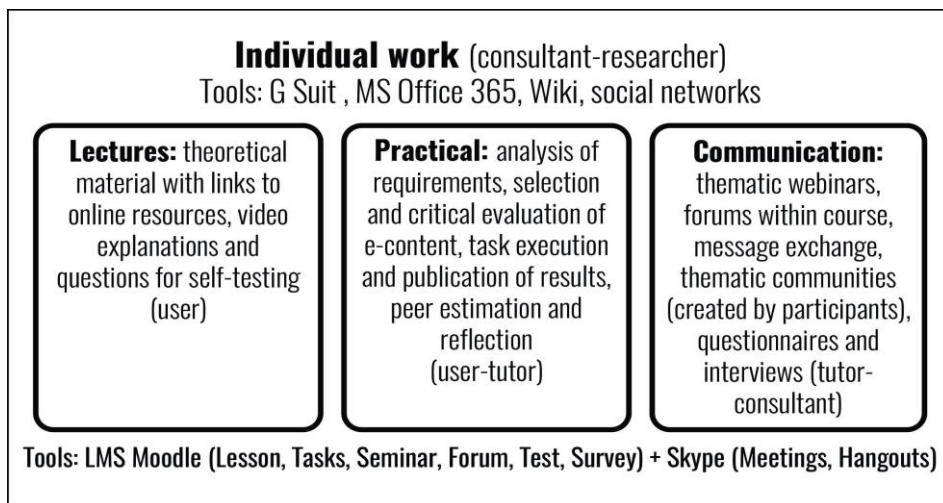 Individual work (consultant-researcher)
Tools: G Suit , MS Office 365, Wiki, social networks
Lectures: theoretical
material with links to
online resources, video
explanations and
questions for self-testing
(user)
Practical: analysis of
requirements, selection
and critical evaluation of
e-content, task execution
and publication of results,
peer estimation and
reflection
(user-tutor)
Communication:
thematic webinars,
forums within course,
message exchange,
thematic communities
(created by participants),
questionnaires and
interviews (tutor-
consultant)
Tools: LMS Moodle (Lesson, Tasks, Seminar, Forum, Test, Survey) + Skype (Meetings, Hangouts)